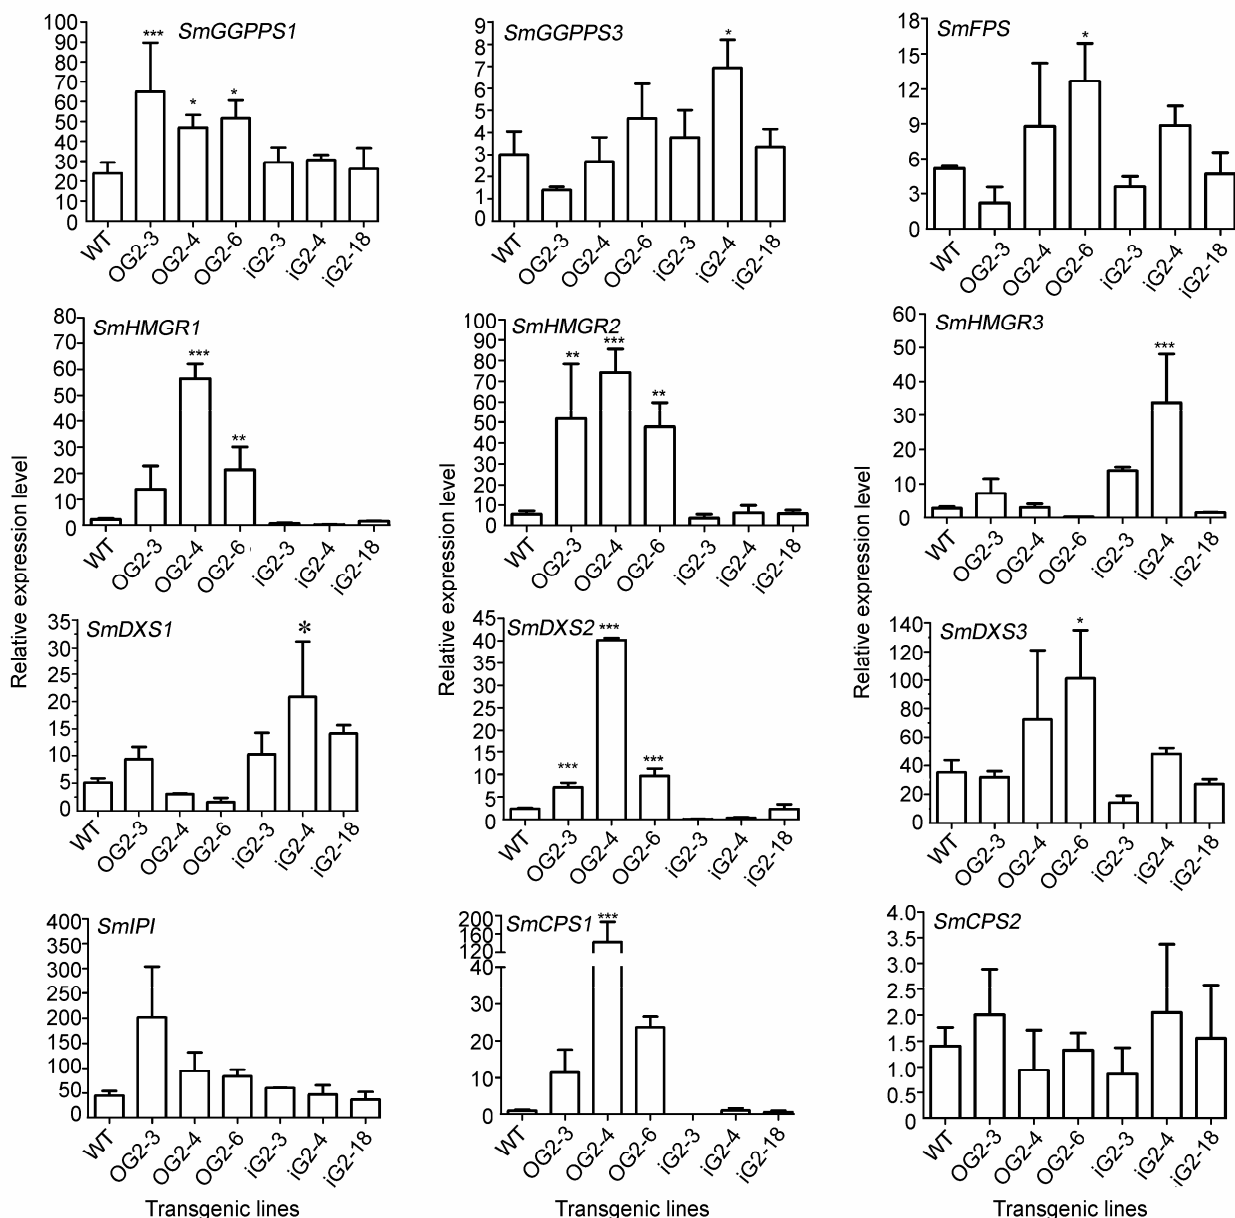 SmGGPPS1
100
90
80
70
60
50
40
30
20
10
0
***
*
*
WT
OG2-3
OG2-4
OG2-6
iG2-3
iG2-4
iG2-18
SmGGPPS3
9
8
7
6
5
4
3
2
1
0
*
WT
OG2-3
OG2-4
OG2-6
iG2-3
iG2-4
iG2-18
SmFPS
18
15
12
9
6
3
0
*
WT
OG2-3
OG2-4
OG2-6
iG2-3
iG2-4
iG2-18
SmHMGR1
80
70
60
50
40
30
20
10
0
***
**
WT
OG2-3
OG2-4
OG2-6
iG2-3
iG2-4
iG2-18
SmHMGR2
100
90
80
70
60
50
40
30
20
10
0
**
***
**
WT
OG2-3
OG2-4
OG2-6
iG2-3
iG2-4
iG2-18
SmHMGR3
60
50
40
30
20
10
0
***
WT
OG2-3
OG2-4
OG2-6
iG2-3
iG2-4
iG2-18
Relative expression level
Relative expression level
Relative expression level
SmDXS1
35
30
25
20
15
10
5
0
*
WT
OG2-3
OG2-4
OG2-6
iG2-3
iG2-4
iG2-18
SmDXS2
45
40
35
30
25
20
15
10
5
0
***
***
***
WT
OG2-3
OG2-4
OG2-6
iG2-3
iG2-4
iG2-18
SmDXS3
140
120
100
80
60
40
20
0
*
WT
OG2-3
OG2-4
OG2-6
iG2-3
iG2-4
iG2-18
SmIPI
400
350
300
250
200
150
100
50
0
WT
OG2-3
OG2-4
OG2-6
iG2-3
iG2-4
iG2-18
SmCPS1
200
160
120
40
30
20
10
0
***
WT
OG2-3
OG2-4
OG2-6
iG2-3
iG2-4
iG2-18
SmCPS2
4.0
3.5
3.0
2.5
2.0
1.5
1.0
0.5
0
WT
OG2-3
OG2-4
OG2-6
iG2-3
iG2-4
iG2-18
Transgenic lines
Transgenic lines
Transgenic lines